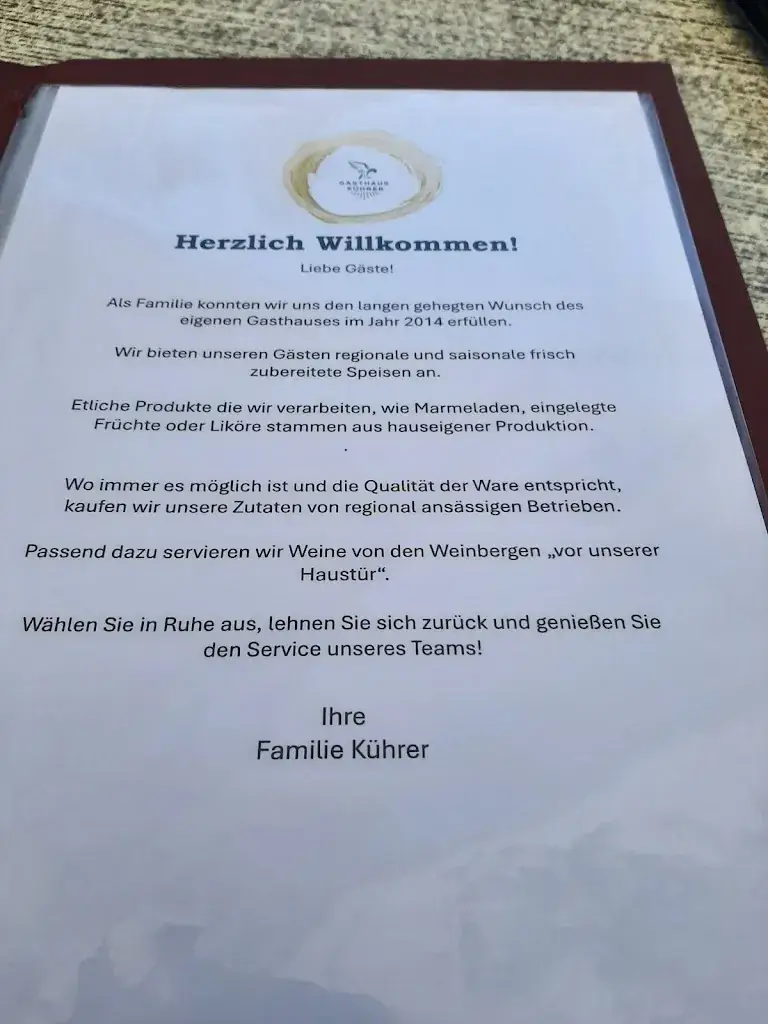 GASTHAUS
KÜHRER
Herzlich Willkommen!
Liebe Gäste!
Als Familie konnten wir uns den langen gehegten Wunsch des
eigenen Gasthauses im Jahr 2014 erfüllen.
Wir bieten unseren Gästen regionale und saisonale frisch
zubereitete Speisen an.
Etliche Produkte die wir verarbeiten, wie Marmeladen, eingelegte
Früchte oder Liköre stammen aus hauseigener Produktion.
.
Wo immer es möglich ist und die Qualität der Ware entspricht,
kaufen wir unsere Zutaten von regional ansässigen Betrieben.
Passend dazu servieren wir Weine von den Weinbergen „vor unserer
Haustür“.
Wählen Sie in Ruhe aus, lehnen Sie sich zurück und genießen Sie
den Service unseres Teams!
Ihre
Familie Kührer